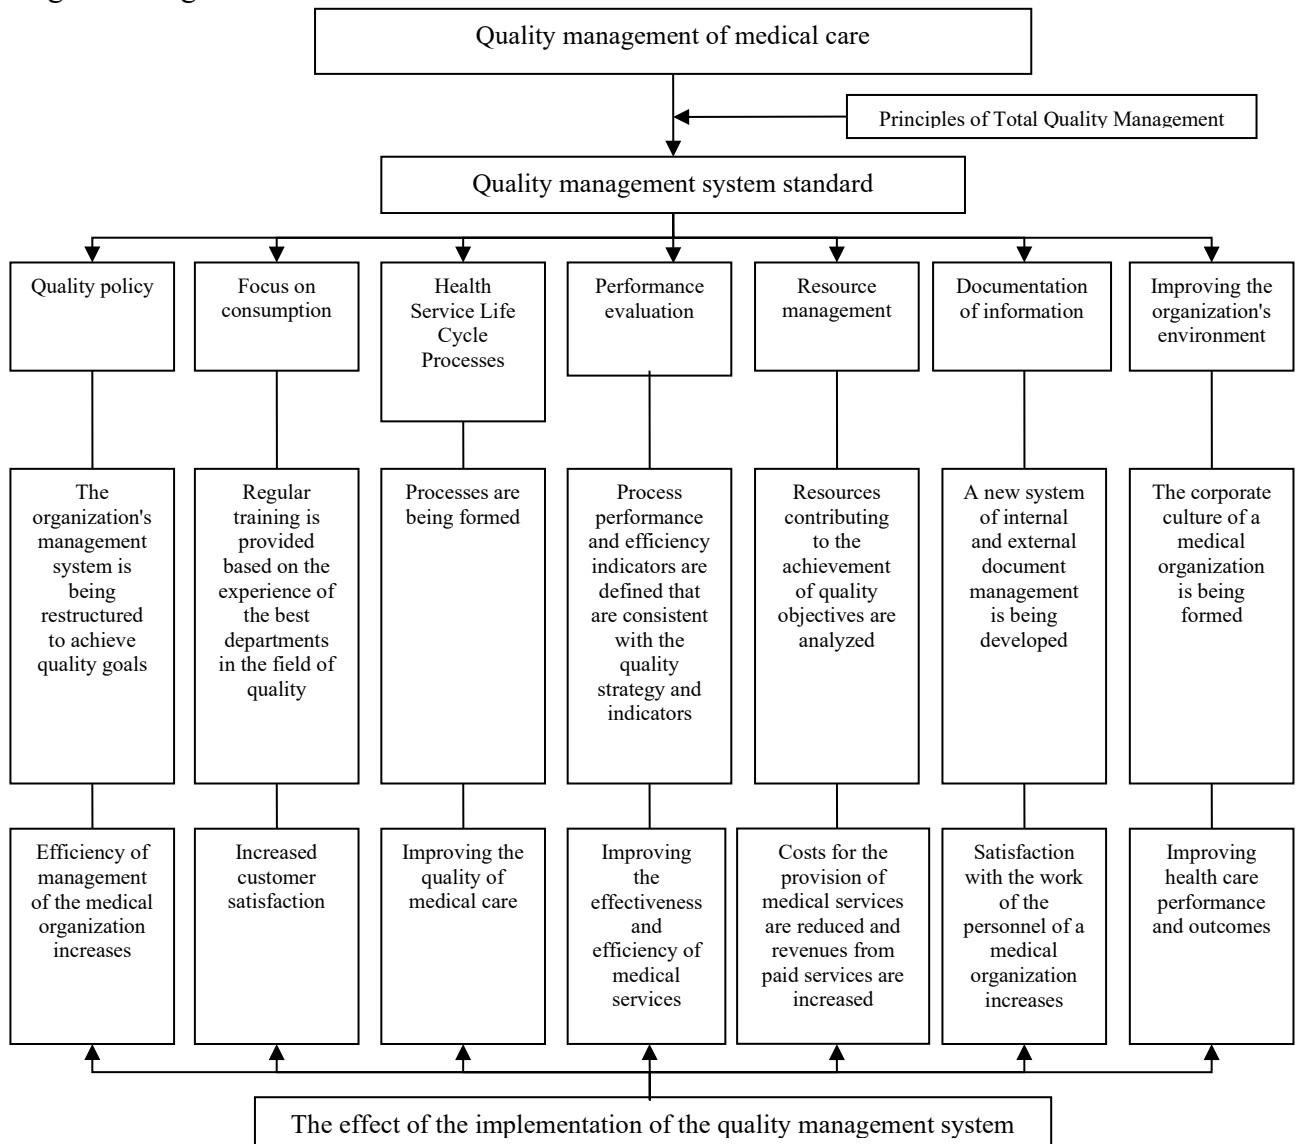 Quality management of medical care
Principles of Total Quality Management
Quality management system standard
Quality policy
Focus on
consumption
Health
Service Life
Cycle
Processes
Performance
evaluation
Resource
management
Documentation
of information
Improving the
organization's
environment
The
organization's
management
system is
being
restructured
to achieve
quality goals
Regular
training is
provided
based on the
experience of
the best
departments
in the field of
quality
Processes are
being formed
Process
performance
and efficiency
indicators are
defined that
are consistent
with the
quality
strategy and
indicators
Resources
contributing
to the
achievement
of quality
objectives are
analyzed
A new system
of internal
and external
document
management
is being
developed
The corporate
culture of a
medical
organization
is being
formed
Efficiency of
management
of the medical
organization
increases
Increased
customer
satisfaction
Improving the
quality of
medical care
Improving
the
effectiveness
and
efficiency of
medical
services
Costs for the
provision of
medical services
are reduced and
revenues from
paid services are
increased
Satisfaction
with the work
of the
personnel of a
medical
organization
increases
Improving
health care
performance
and outcomes
The effect of the implementation of the quality management system